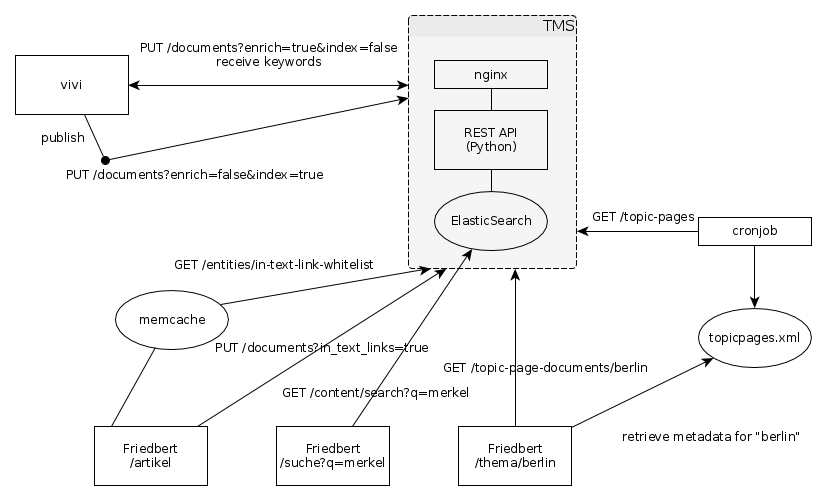 TMS
PUT /documents?enrich=true&index=false
receive keywords
nginx
vivi
publish
REST API
(Python)
PUT /documents?enrich=false&index=true
ElasticSearch
GET /topic-pages
cronjob
GET /entities/in-text-link-whitelist
memcache
topicpages.xml
PUT /documents?in_text_links=true
GET /topic-page-documents/berlin
GET /content/search?q=merkel
retrieve metadata for "berlin"
Friedbert
/artikel
Friedbert
/suche?q=merkel
Friedbert
/thema/berlin